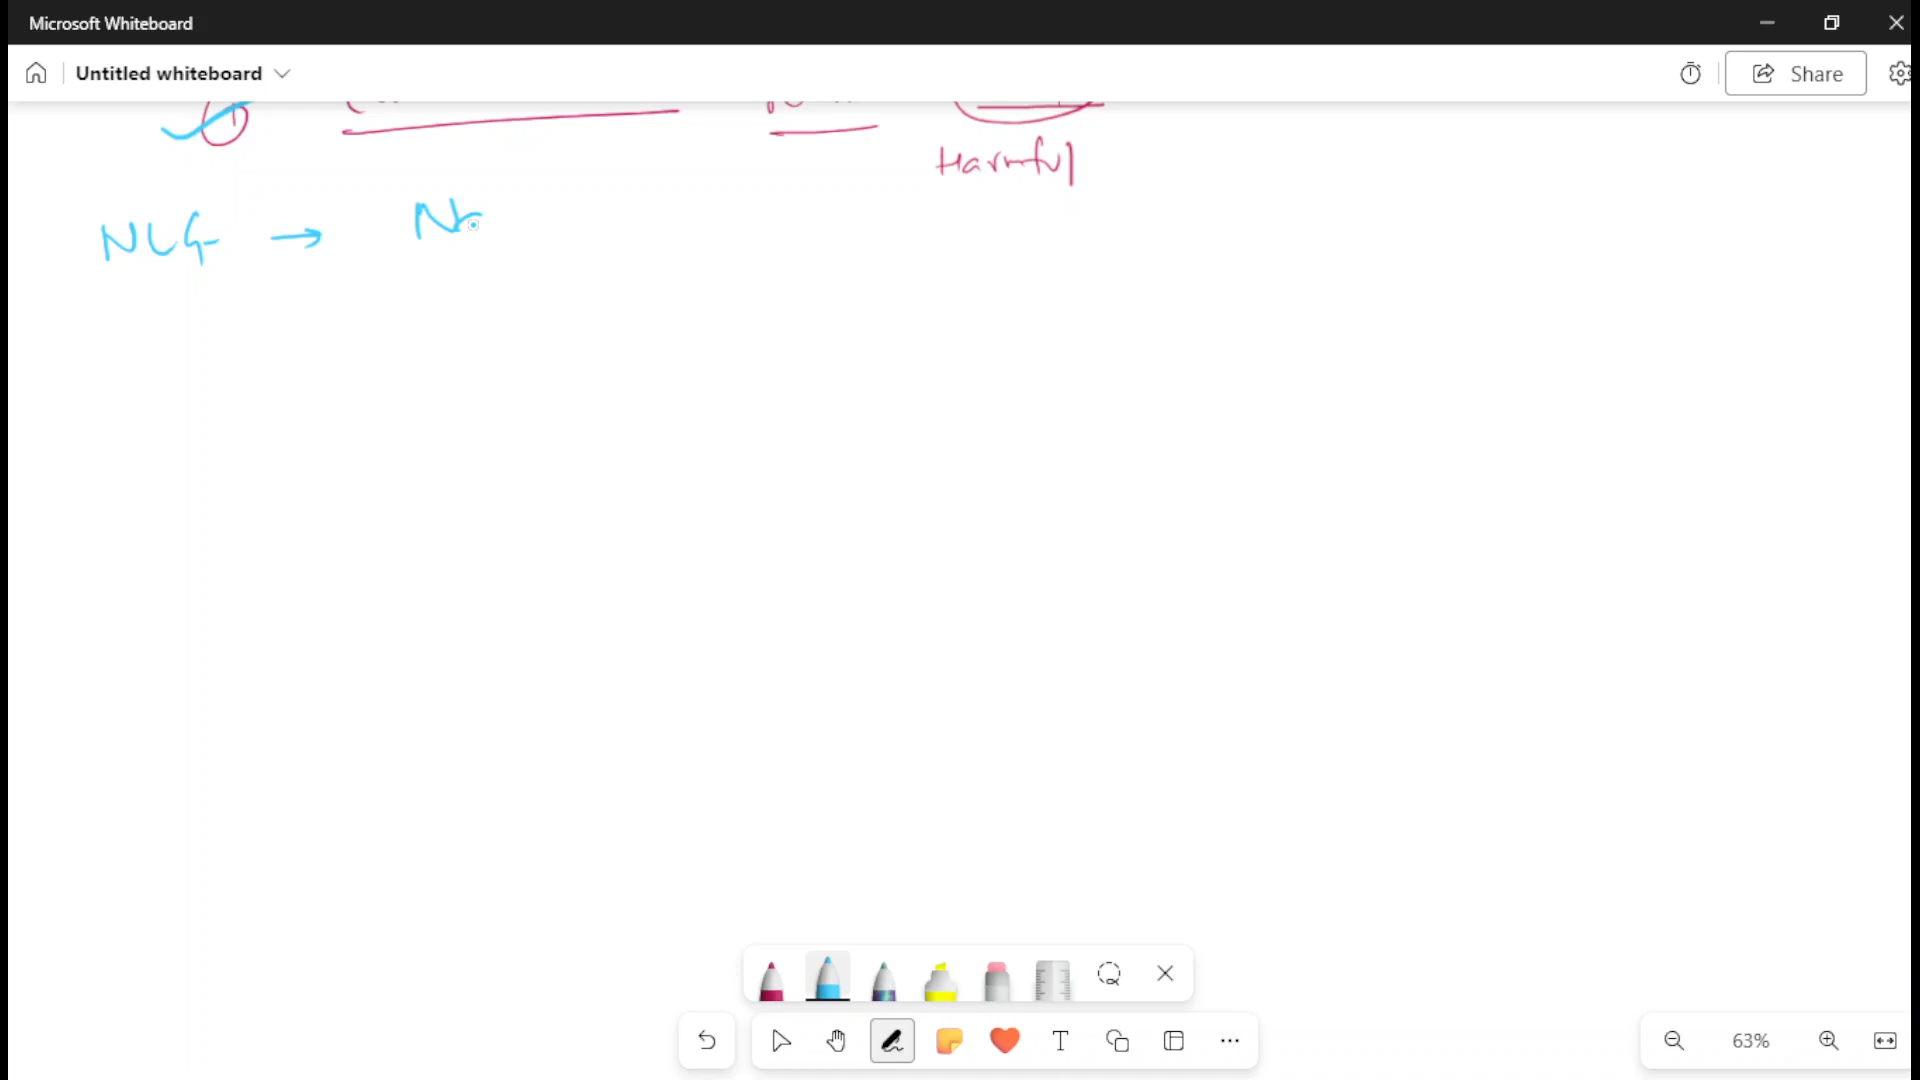 Microsoft Whiteboard
Untitled whiteboard
Share
Harmful
NLG →
63%